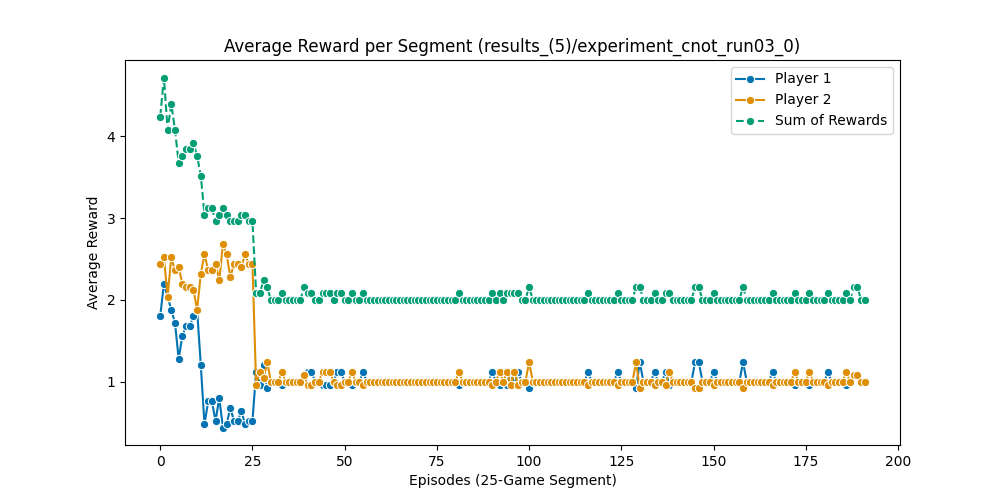 Average Reward per Segment (results_(5)/experiment_cnot_run03_0)
Player 1
Player 2
Sum of Rewards
Average Reward
4
3
2
1
0 25 50 75 100 125 150 175 200
Episodes (25-Game Segment)